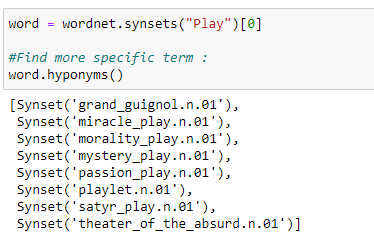 word = wordnet.synsets("Play")[0]
#Find more specific term :
word.hyponyms()
[Synset('grand_guignol.n.01'),
Synset('miracle_play.n.01'),
Synset('morality_play.n.01'),
Synset('mystery_play.n.01'),
Synset('passion_play.n.01'),
Synset('playlet.n.01'),
Synset('satyr_play.n.01'),
Synset('theater_of_the_absurd.n.01')]